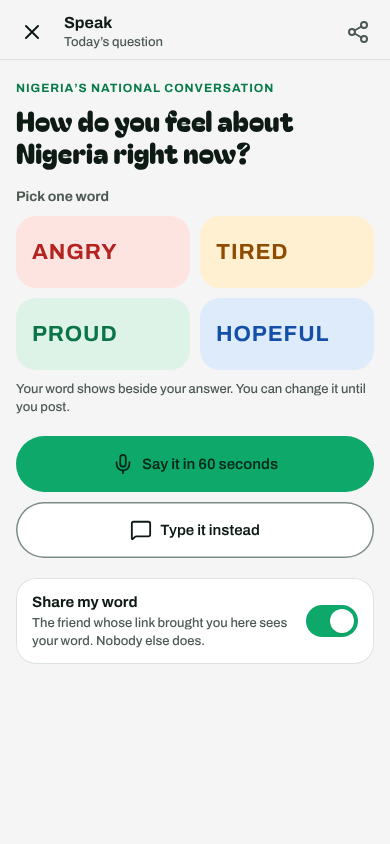 Speak
Today's question
NIGERIA'S NATIONAL CONVERSATION
How do you feel about
Nigeria right now?
Pick one word
ANGRY
TIRED
PROUD
HOPEFUL
Your word shows beside your answer. You can change it until
you post.
Say it in 60 seconds
Type it instead
Share my word
The friend whose link brought you here sees
your word. Nobody else does.